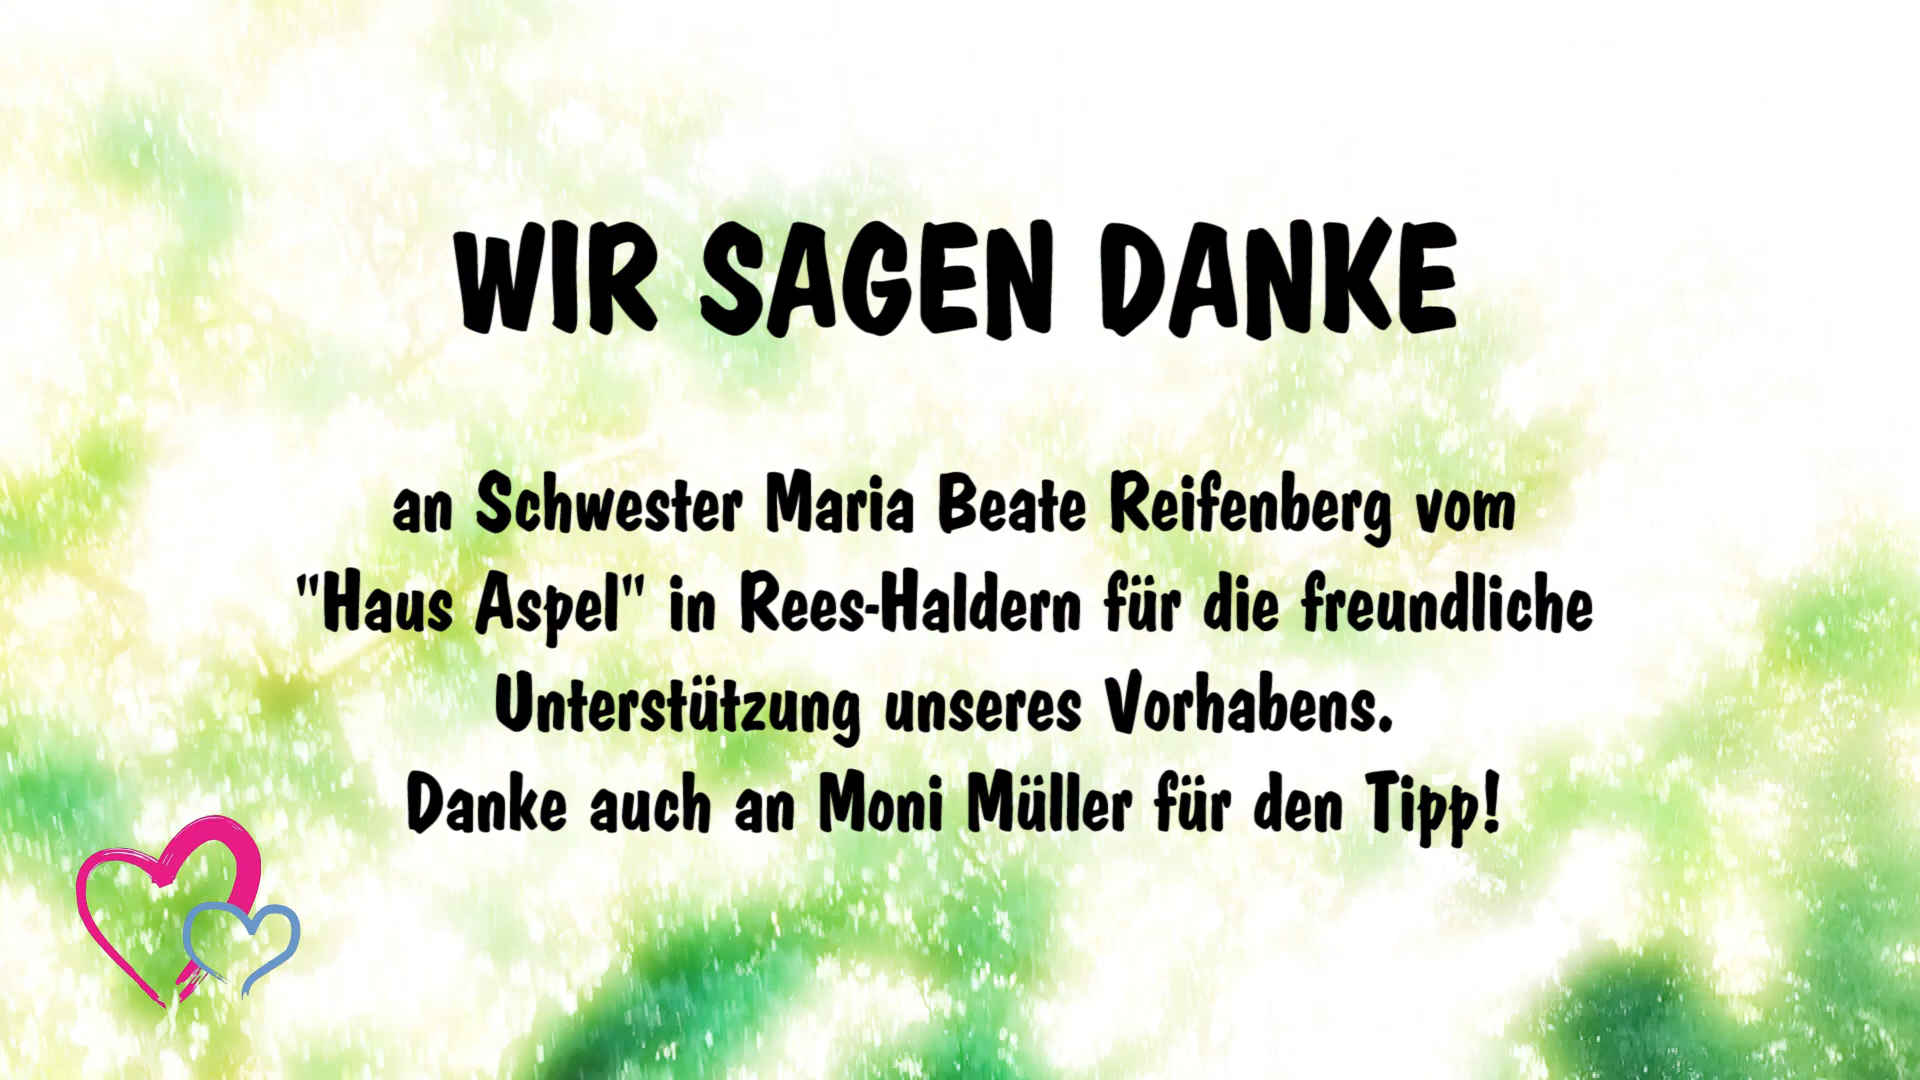 WIR SAGEN DANKE
an Schwester Maria Beate Reifenberg vom
"Haus Aspel" in Rees-Haldern für die freundliche
Unterstützung unseres Vorhabens.
Danke auch an Moni Müller für den Tipp!